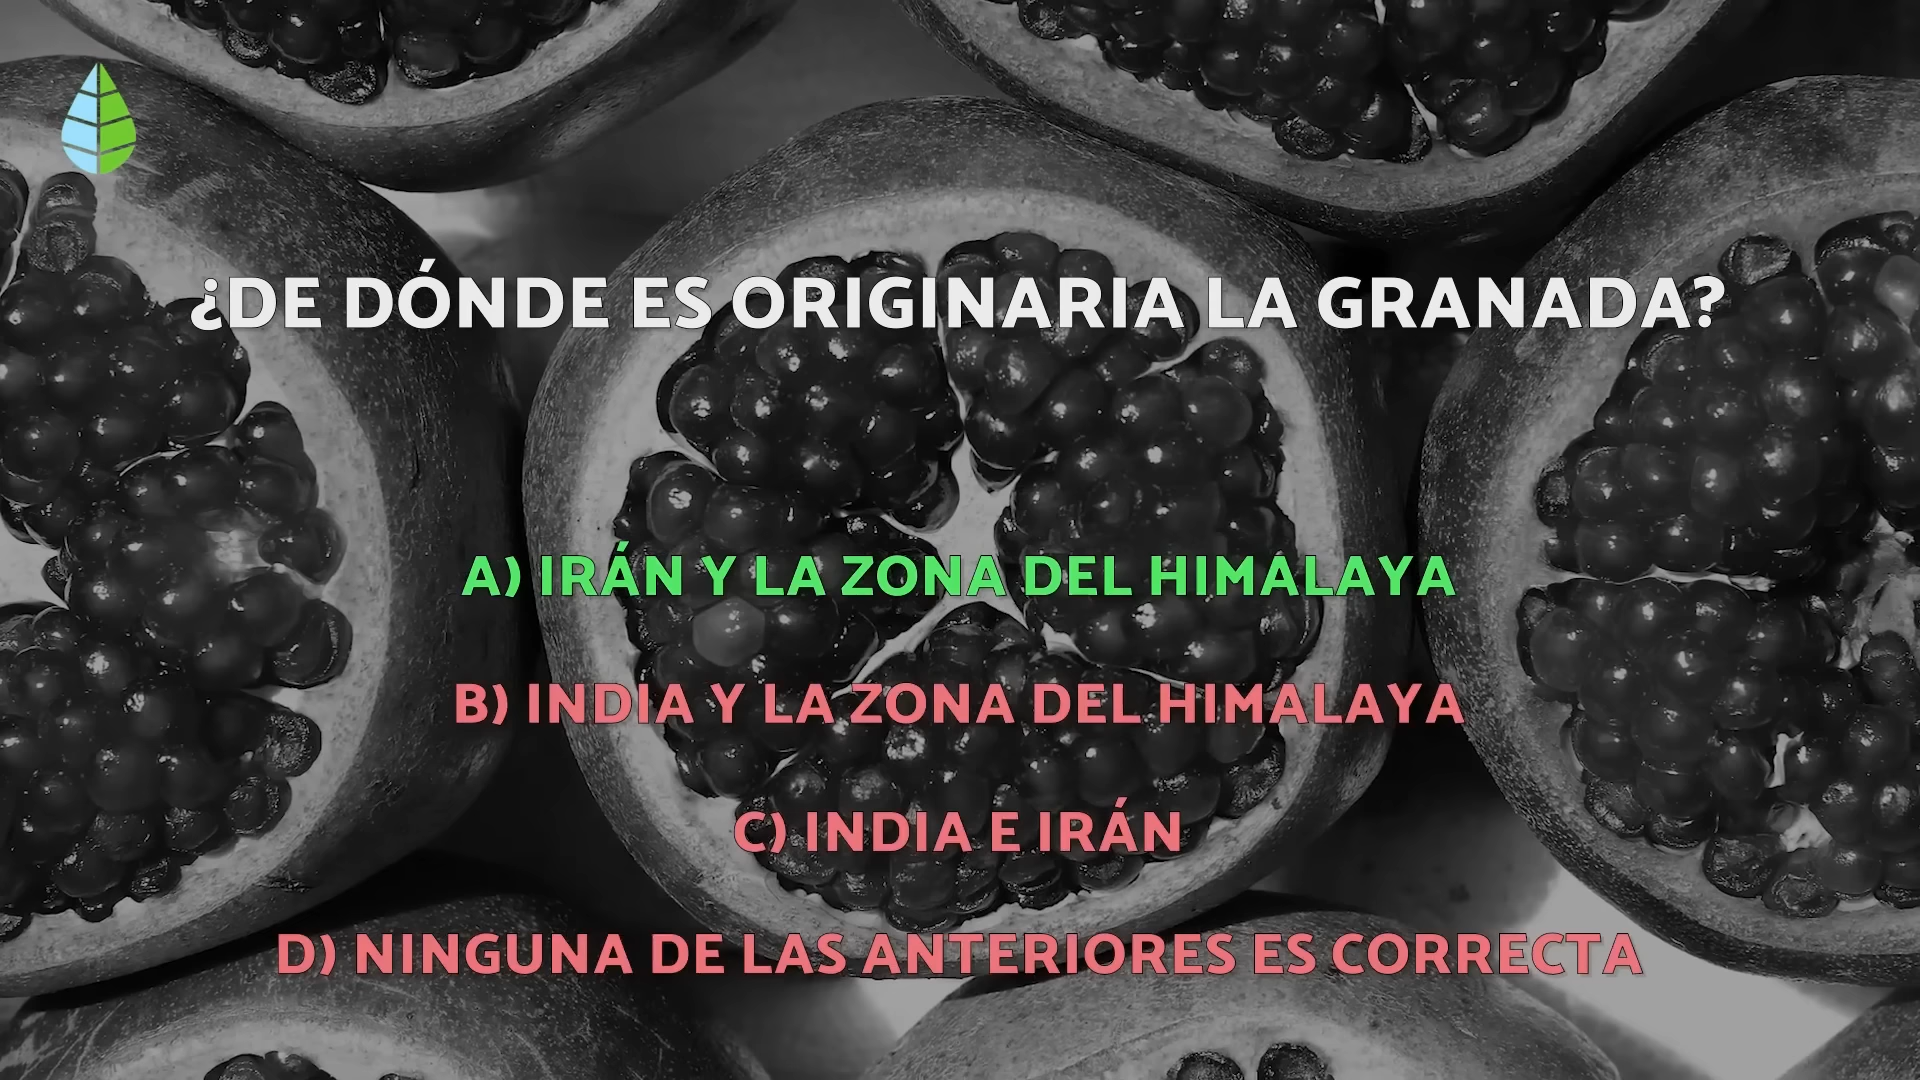 ¿DE DÓNDE ES ORIGINARIA LA GRANADA?
A) IRÁN Y LA ZONA DEL HIMALAYA
B) INDIA Y LA ZONA DEL HIMALAYA
C) INDIA E IRÁN
D) NINGUNA DE LAS ANTERIORES ES CORRECTA